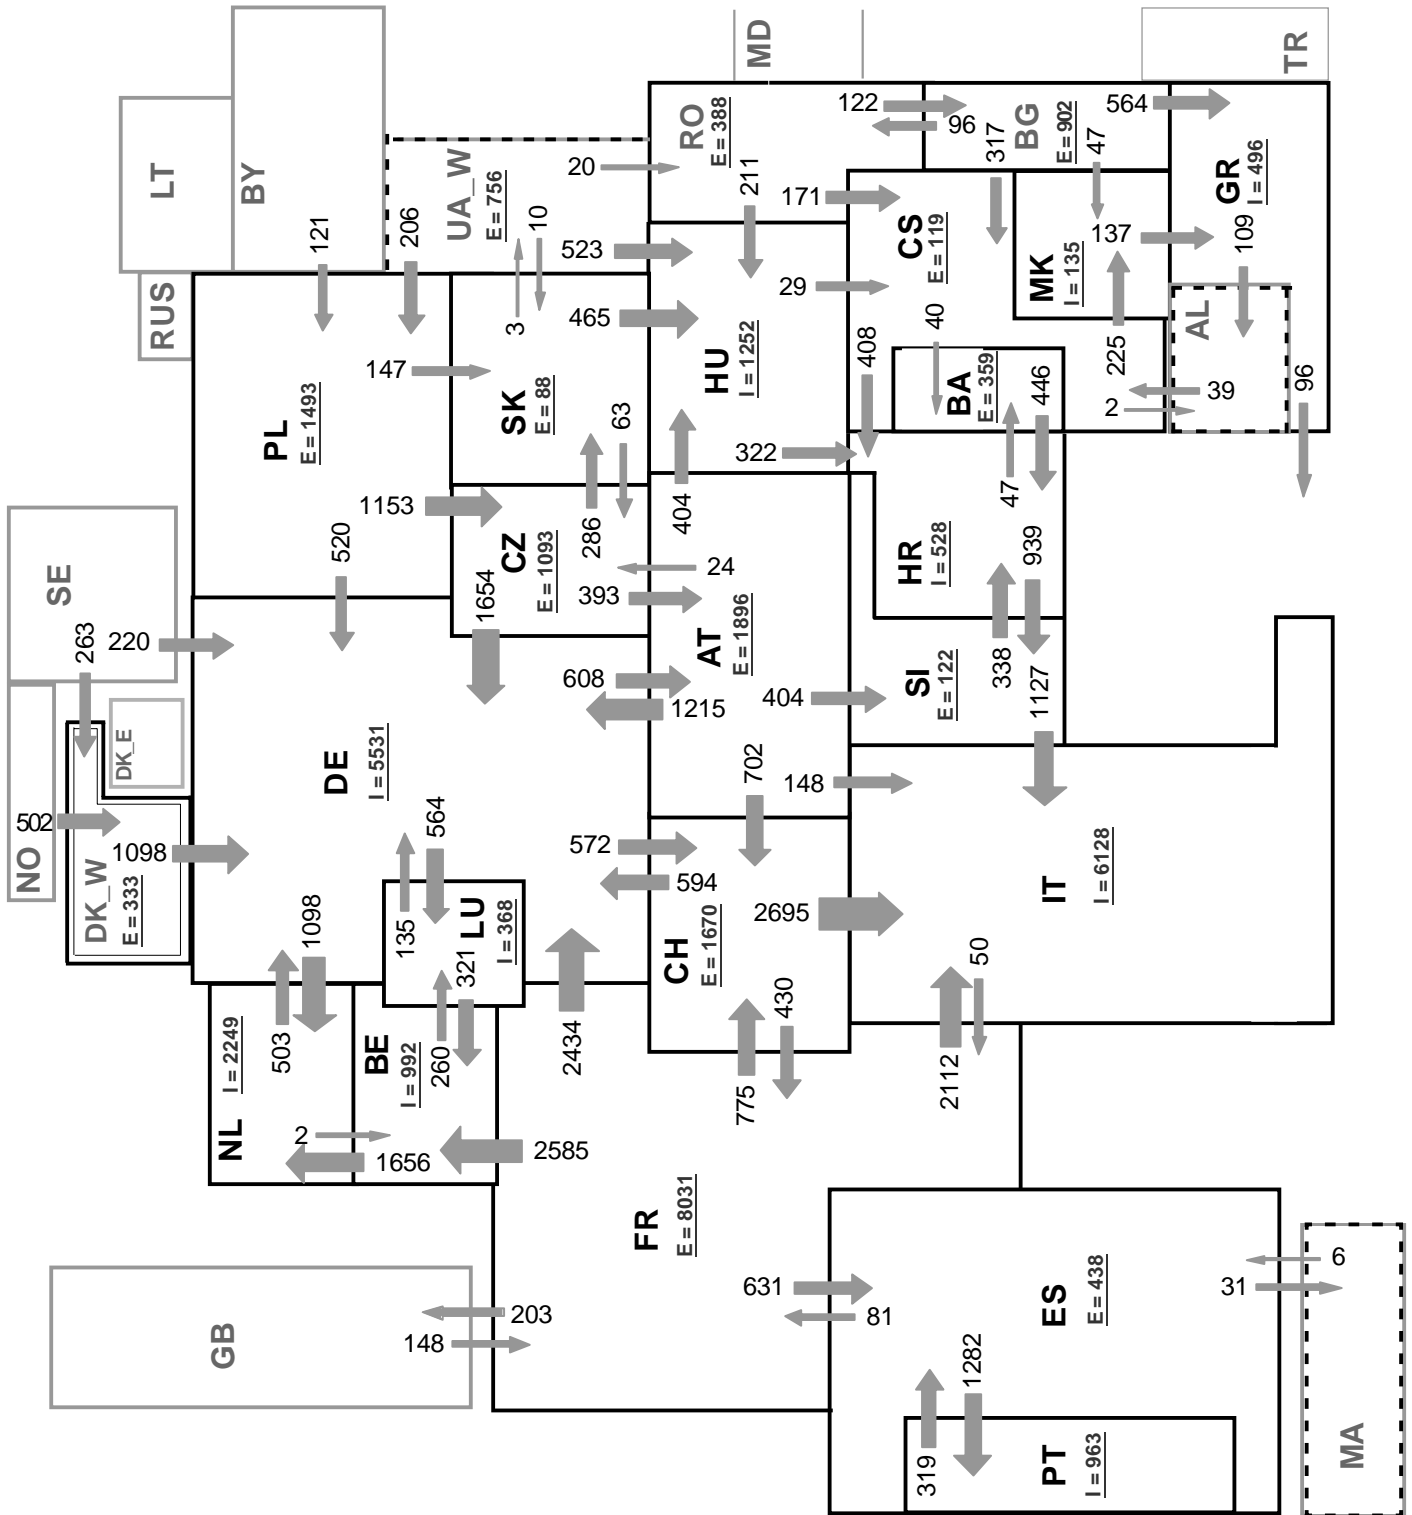 MD
TR
LT
BY
RO
E = 388
122
96
317
BG
E = 902
47
564
GR
I = 496
109
UA_W
E = 756
20
10
3
211
171
523
121
206
RUS
CS
E = 119
29
40
408
MK
I = 135
137
225
AL
39
2
96
465
HU
I = 1252
147
SK
E = 88
63
PL
E = 1493
BA
E = 359
446
47
322
404
1153
286
CZ
E = 1093
520
1654
24
393
HR
I = 528
939
338
SE
263
220
AT
E = 1896
608
1215
404
SI
E = 122
1127
DK_E
DE
I = 5531
702
148
NO
502
DK_W
E = 333
1098
564
135
LU
I = 368
321
260
572
594
2695
CH
E = 1670
IT
I = 6128
1098
503
2434
775
430
50
2112
NL
I = 2249
BE
I = 992
2
1656
2585
FR
E = 8031
GB
203
148
631
81
ES
E = 438
6
31
MA
319
1282
PT
I = 963